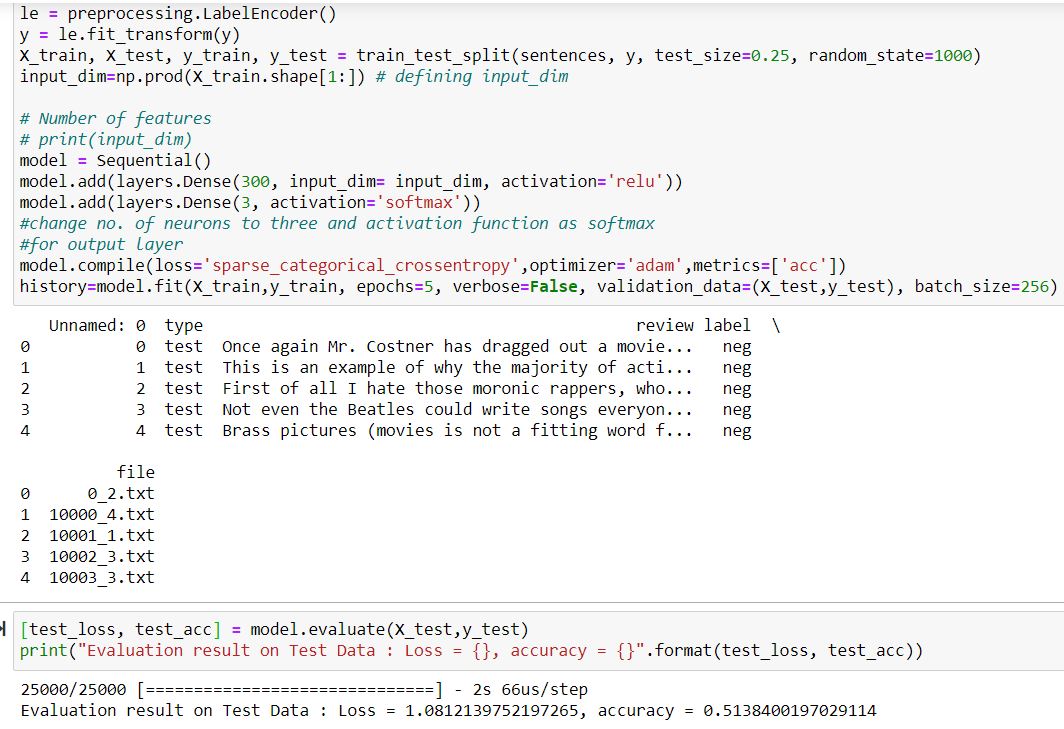 le = preprocessing.LabelEncoder()
y = le.fit_transform(y)
X_train, X_test, y_train, y_test = train_test_split(sentences, y, test_size=0.25, random_state=1000)
input_dim=np.prod(X_train.shape[1:]) # defining input_dim
# Number of features
# print(input_dim)
model = Sequential()
model.add(layers.Dense(300, input_dim= input_dim, activation='relu'))
model.add(layers.Dense(3, activation='softmax'))
#change no. of neurons to three and activation function as softmax
#for output layer
model.compile(loss='sparse_categorical_crossentropy',optimizer='adam',metrics=['acc'])
history=model.fit(X_train,y_train, epochs=5, verbose=False, validation_data=(X_test,y_test), batch_size=256)
Unnamed: 0 type review label \
0 0 test Once again Mr. Costner has dragged out a movie... neg
1 1 test This is an example of why the majority of acti... neg
2 2 test First of all I hate those moronic rappers, who... neg
3 3 test Not even the Beatles could write songs everyon... neg
4 4 test Brass pictures (movies is not a fitting word f... neg
file
0 0_2.txt
1 10000_4.txt
2 10001_1.txt
3 10002_3.txt
4 10003_3.txt
[test_loss, test_acc] = model.evaluate(X_test,y_test)
print("Evaluation result on Test Data : Loss = {}, accuracy = {}".format(test_loss, test_acc))
25000/25000 [==============================] - 2s 66us/step
Evaluation result on Test Data : Loss = 1.0812139752197265, accuracy = 0.5138400197029114